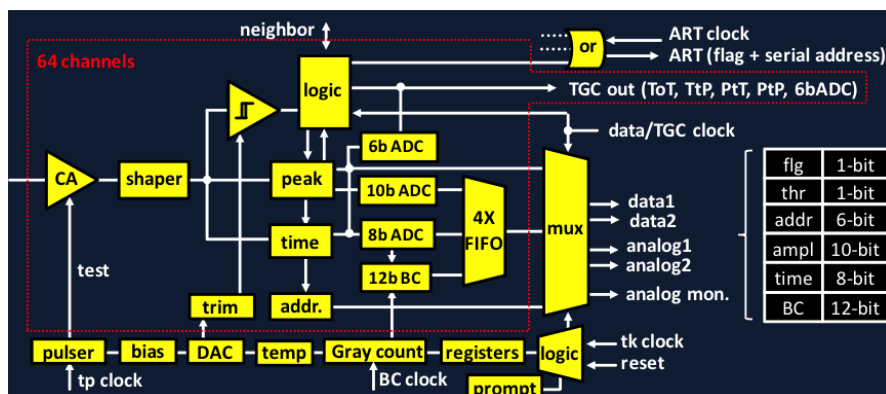 neighbor
or
ART clock
ART (flag + serial address)
64 channels
logic
TGC out (ToT, TtP, PtT, PtP, 6bADC)
data/TGC clock
6b ADC
CA
shaper
peak
10b ADC
4X
FIFO
mux
time
8b ADC
12b BC
data1
data2
analog1
analog2
analog mon.
test
trim
addr.
flg 1-bit
thr 1-bit
addr 6-bit
ampl 10-bit
time 8-bit
BC 12-bit
pulser
bias
DAC
temp
Gray count
registers
logic
tk clock
reset
tp clock
BC clock
prompt